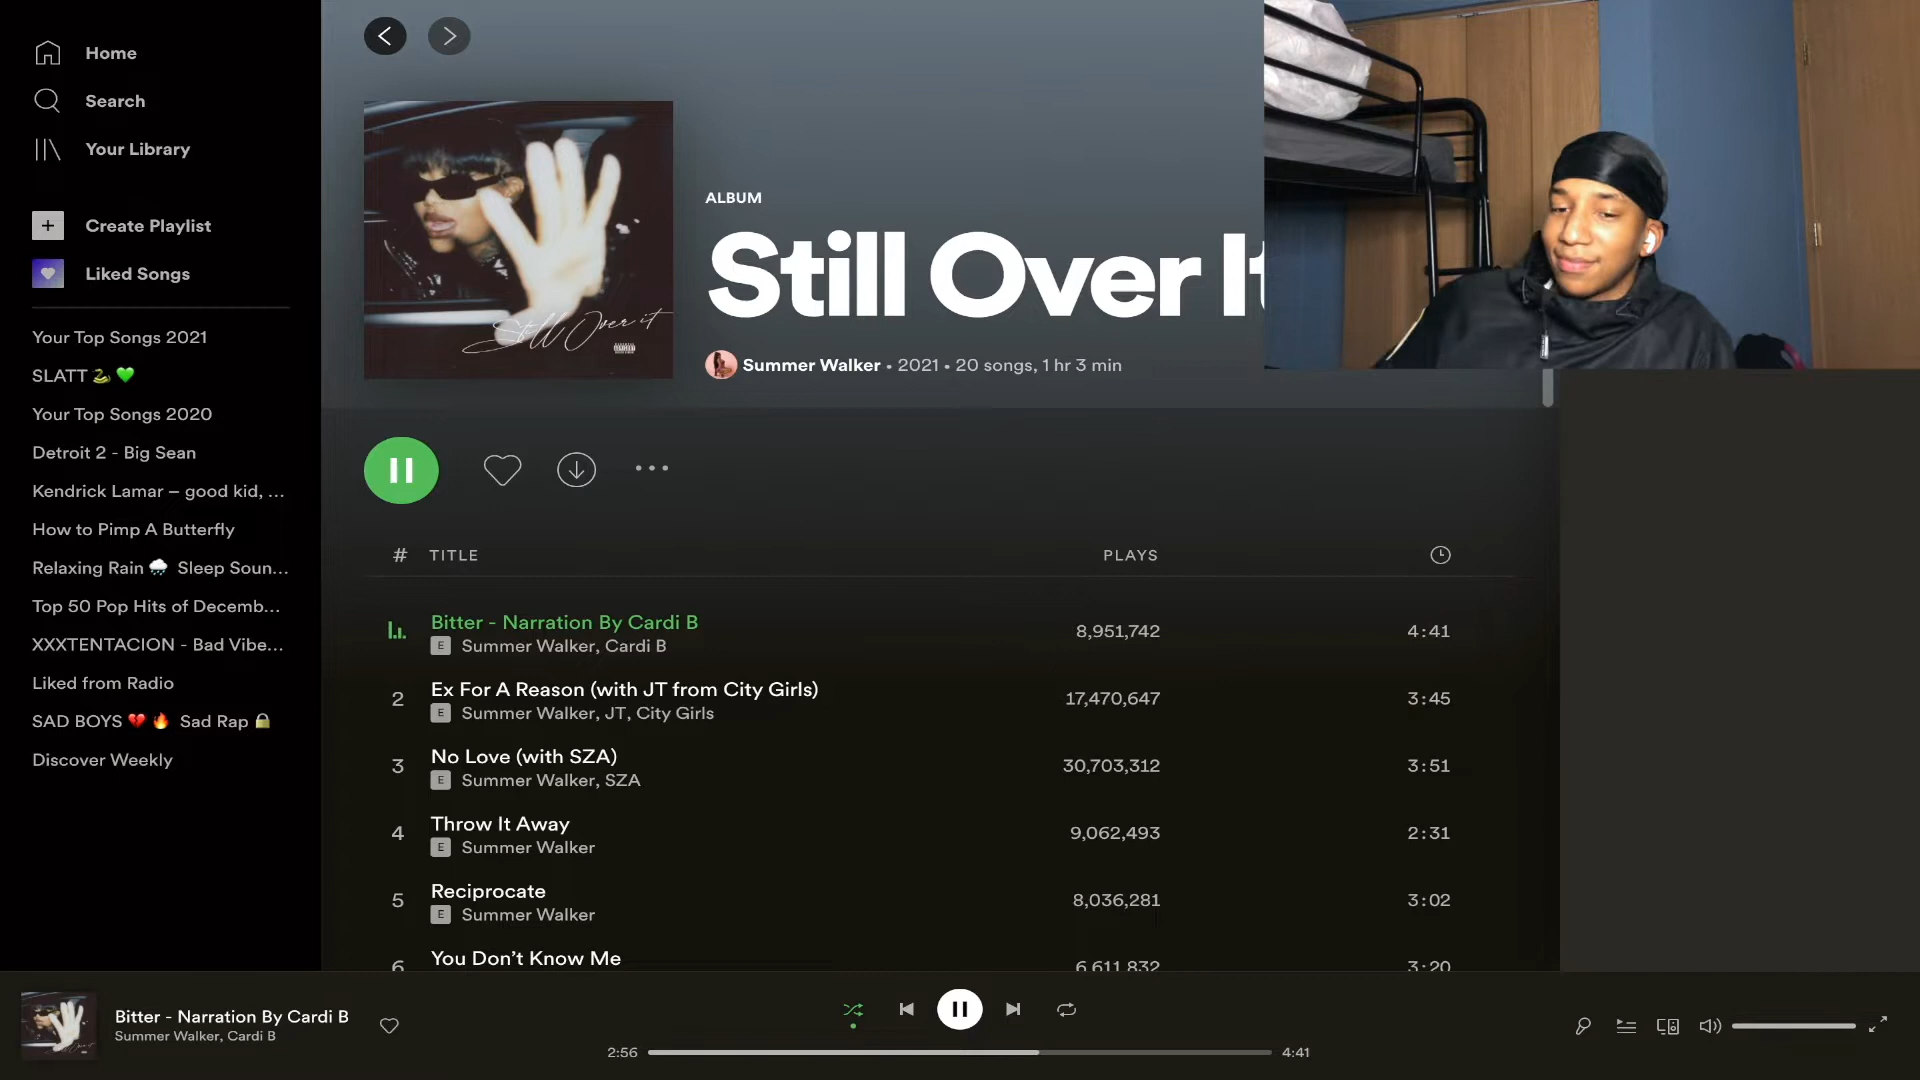 Home
Search
Your Library
Create Playlist
Liked Songs
Your Top Songs 2021
SLATT 🐍 💚
Your Top Songs 2020
Detroit 2 - Big Sean
Kendrick Lamar – good kid, ...
How to Pimp A Butterfly
Relaxing Rain 🌧 Sleep Soun...
Top 50 Pop Hits of Decemb...
XXXTENTACION - Bad Vibe...
Liked from Radio
SAD BOYS 💔 🔥 Sad Rap 🔒
Discover Weekly
Still Over it
ALBUM
Still Over It
Summer Walker • 2021 • 20 songs, 1 hr 3 min
# TITLE PLAYS
Bitter - Narration By Cardi B 8,951,742 4:41
E Summer Walker, Cardi B
2 Ex For A Reason (with JT from City Girls) 17,470,647 3:45
E Summer Walker, JT, City Girls
3 No Love (with SZA) 30,703,312 3:51
E Summer Walker, SZA
4 Throw It Away 9,062,493 2:31
E Summer Walker
5 Reciprocate 8,036,281 3:02
E Summer Walker
6 You Don’t Know Me 6,611,832 3:20
Bitter - Narration By Cardi B
Summer Walker, Cardi B
2:56 4:41